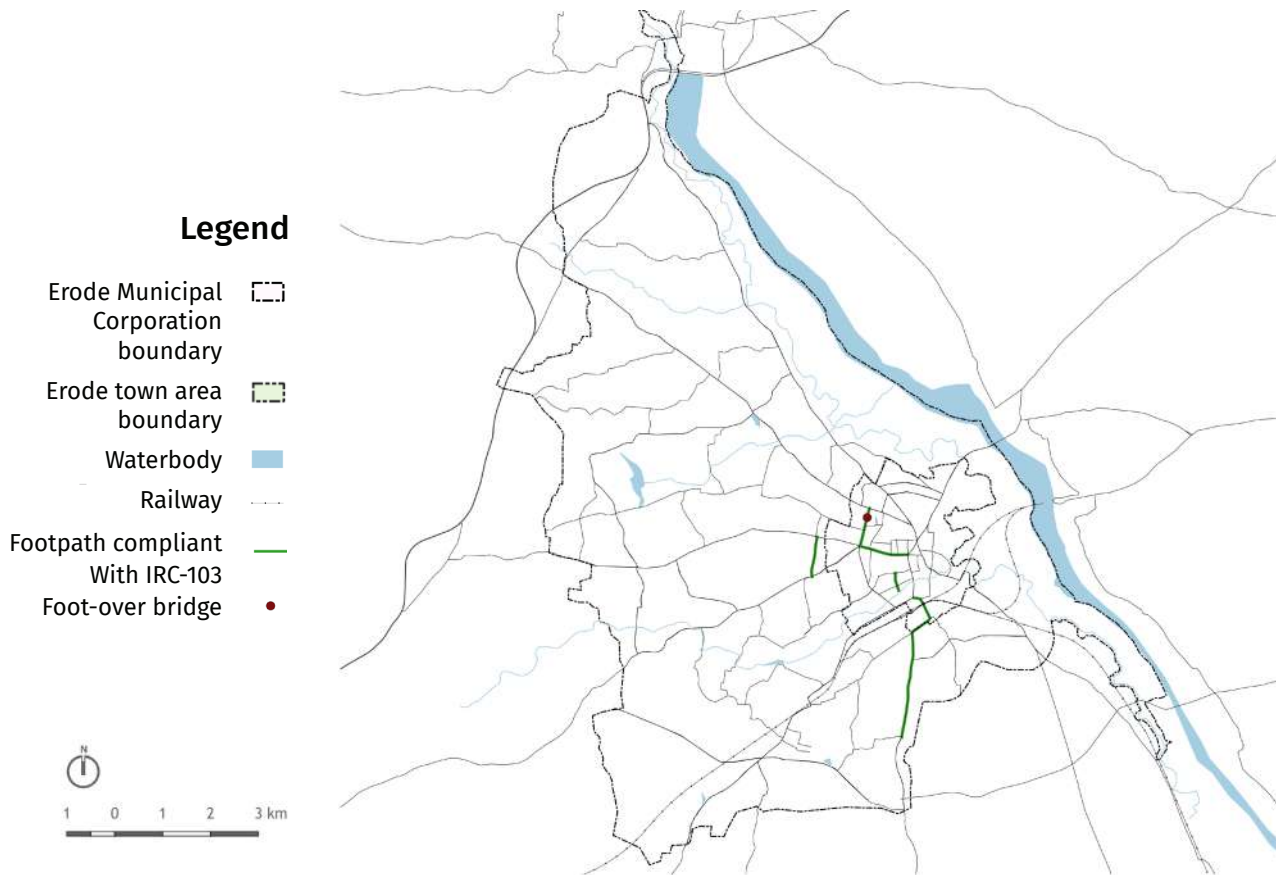 Legend
Erode Municipal
Corporation
boundary
Erode town area
boundary
Waterbody
Railway
Footpath compliant
With IRC-103
Foot-over bridge
N
1 0 1 2 3 km